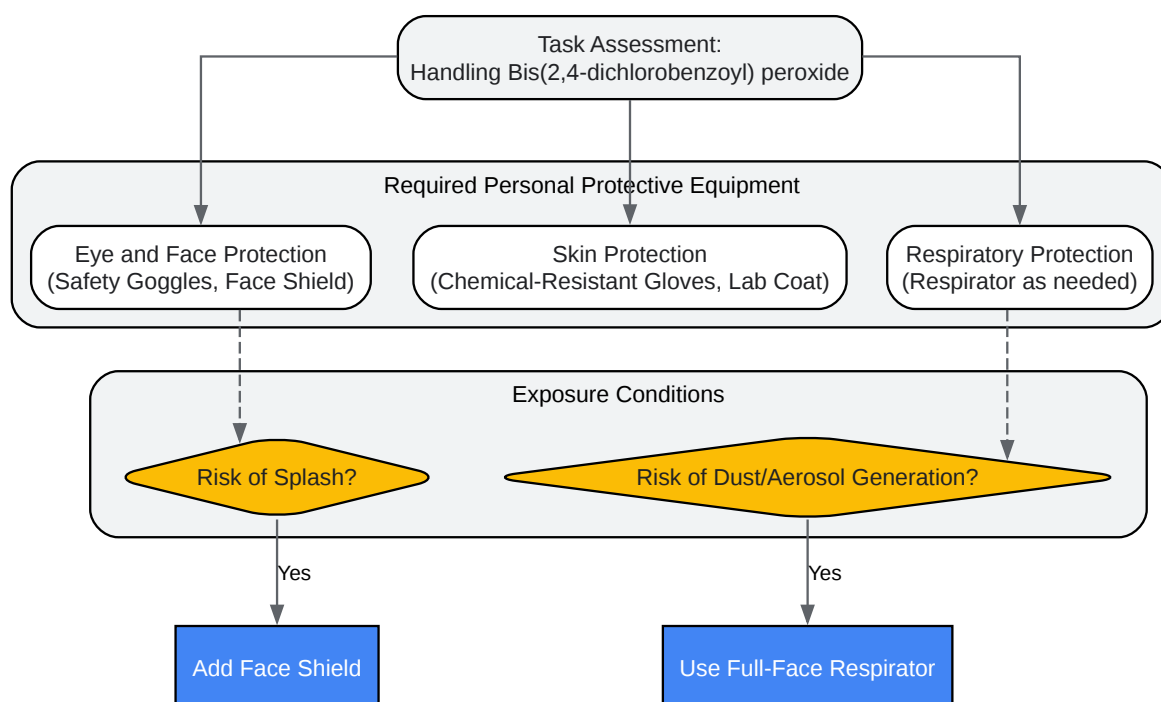 Task Assessment:
Handling Bis(2,4-dichlorobenzoyl) peroxide
Required Personal Protective Equipment
Eye and Face Protection
(Safety Goggles, Face Shield)
Skin Protection
(Chemical-Resistant Gloves, Lab Coat)
Respiratory Protection
(Respirator as needed)
Exposure Conditions
Risk of Splash?
Risk of Dust/Aerosol Generation?
Yes
Yes
Add Face Shield
Use Full-Face Respirator